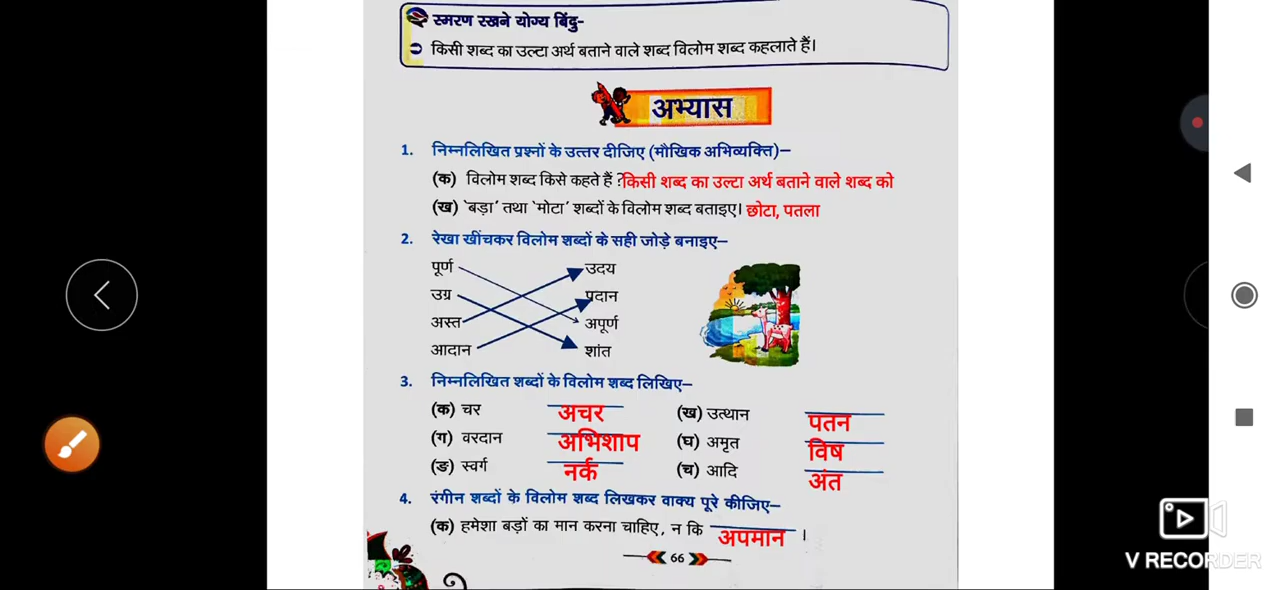 स्मरण रखने योग्य बिंदु-
किसी शब्द का उल्टा अर्थ बताने वाले शब्द विलोम शब्द कहलाते हैं।
अभ्यास
1. निम्नलिखित प्रश्नों के उत्तर दीजिए (मौखिक अभिव्यक्ति)–
(क) विलोम शब्द किसे कहते हैं ? किसी शब्द का उल्टा अर्थ बताने वाले शब्द को
(ख) 'बड़ा' तथा 'मोटा' शब्दों के विलोम शब्द बताइए। छोटा, पतला
2. रेखा खींचकर विलोम शब्दों के सही जोड़े बनाइए–
पूर्ण उदय
उग्र प्रदान
अस्त अपूर्ण
आदान शांत
3. निम्नलिखित शब्दों के विलोम शब्द लिखिए–
(क) चर अचर (ख) उत्थान पतन
(ग) वरदान अभिशाप (घ) अमृत विष
(ङ) स्वर्ग नर्क (च) आदि अंत
4. रंगीन शब्दों के विलोम शब्द लिखकर वाक्य पूरे कीजिए–
(क) हमेशा बड़ों का मान करना चाहिए, न कि अपमान ।
66
V RECORDER